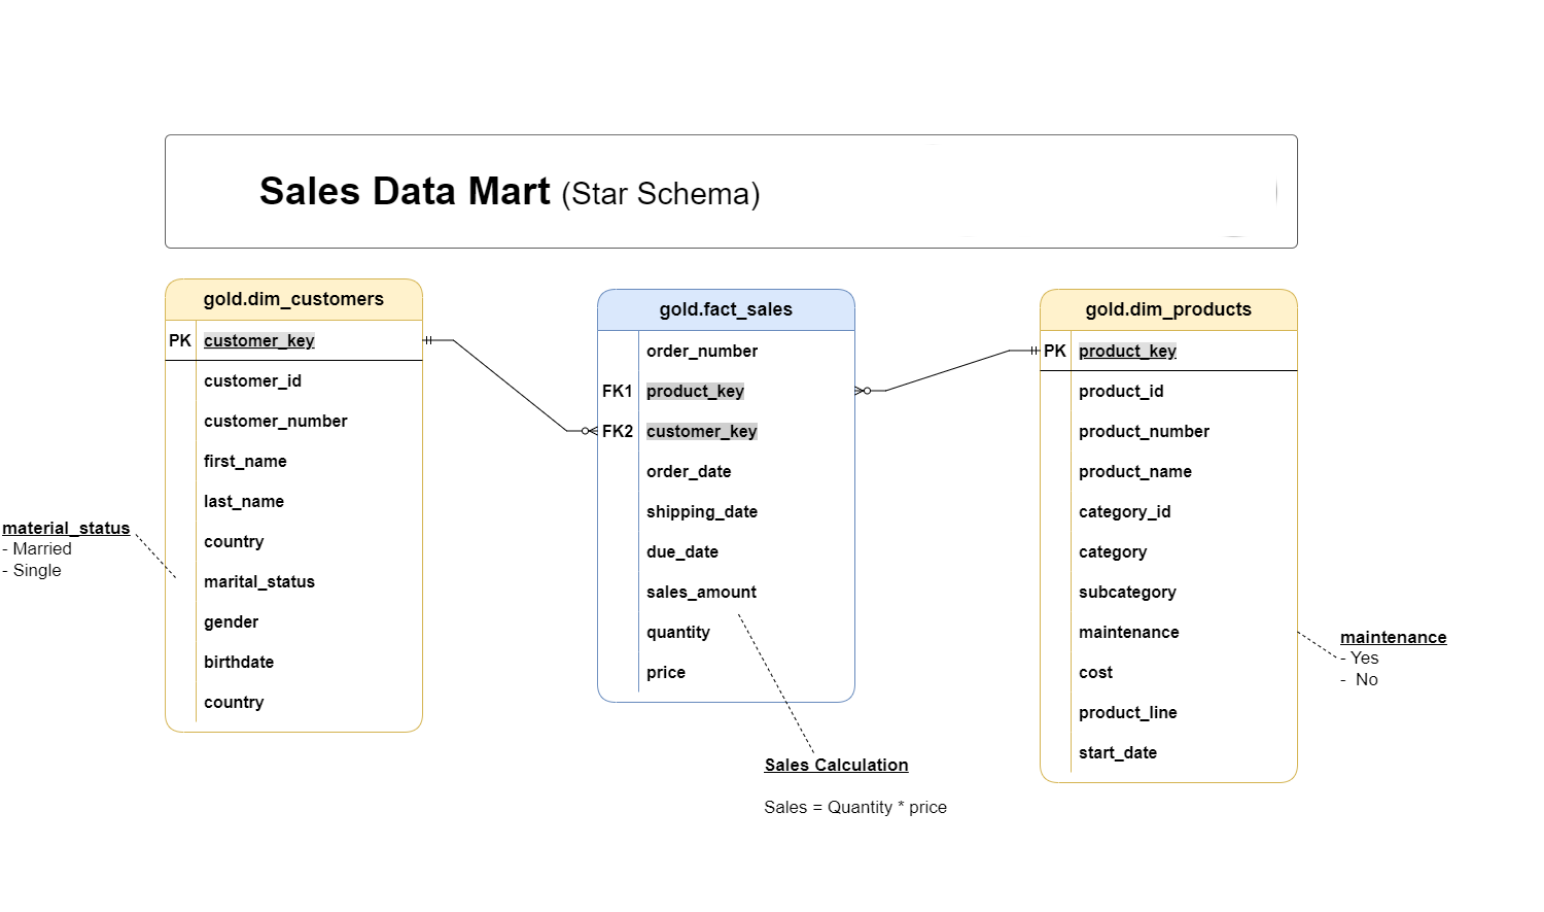 Sales Data Mart (Star Schema)
gold.dim_customers
PK customer_key
customer_id
customer_number
first_name
last_name
country
marital_status
gender
birthdate
country
material_status
- Married
- Single
gold.fact_sales
order_number
FK1 product_key
FK2 customer_key
order_date
shipping_date
due_date
sales_amount
quantity
price
Sales Calculation
Sales = Quantity * price
gold.dim_products
PK product_key
product_id
product_number
product_name
category_id
category
subcategory
maintenance
cost
product_line
start_date
maintenance
- Yes
- No